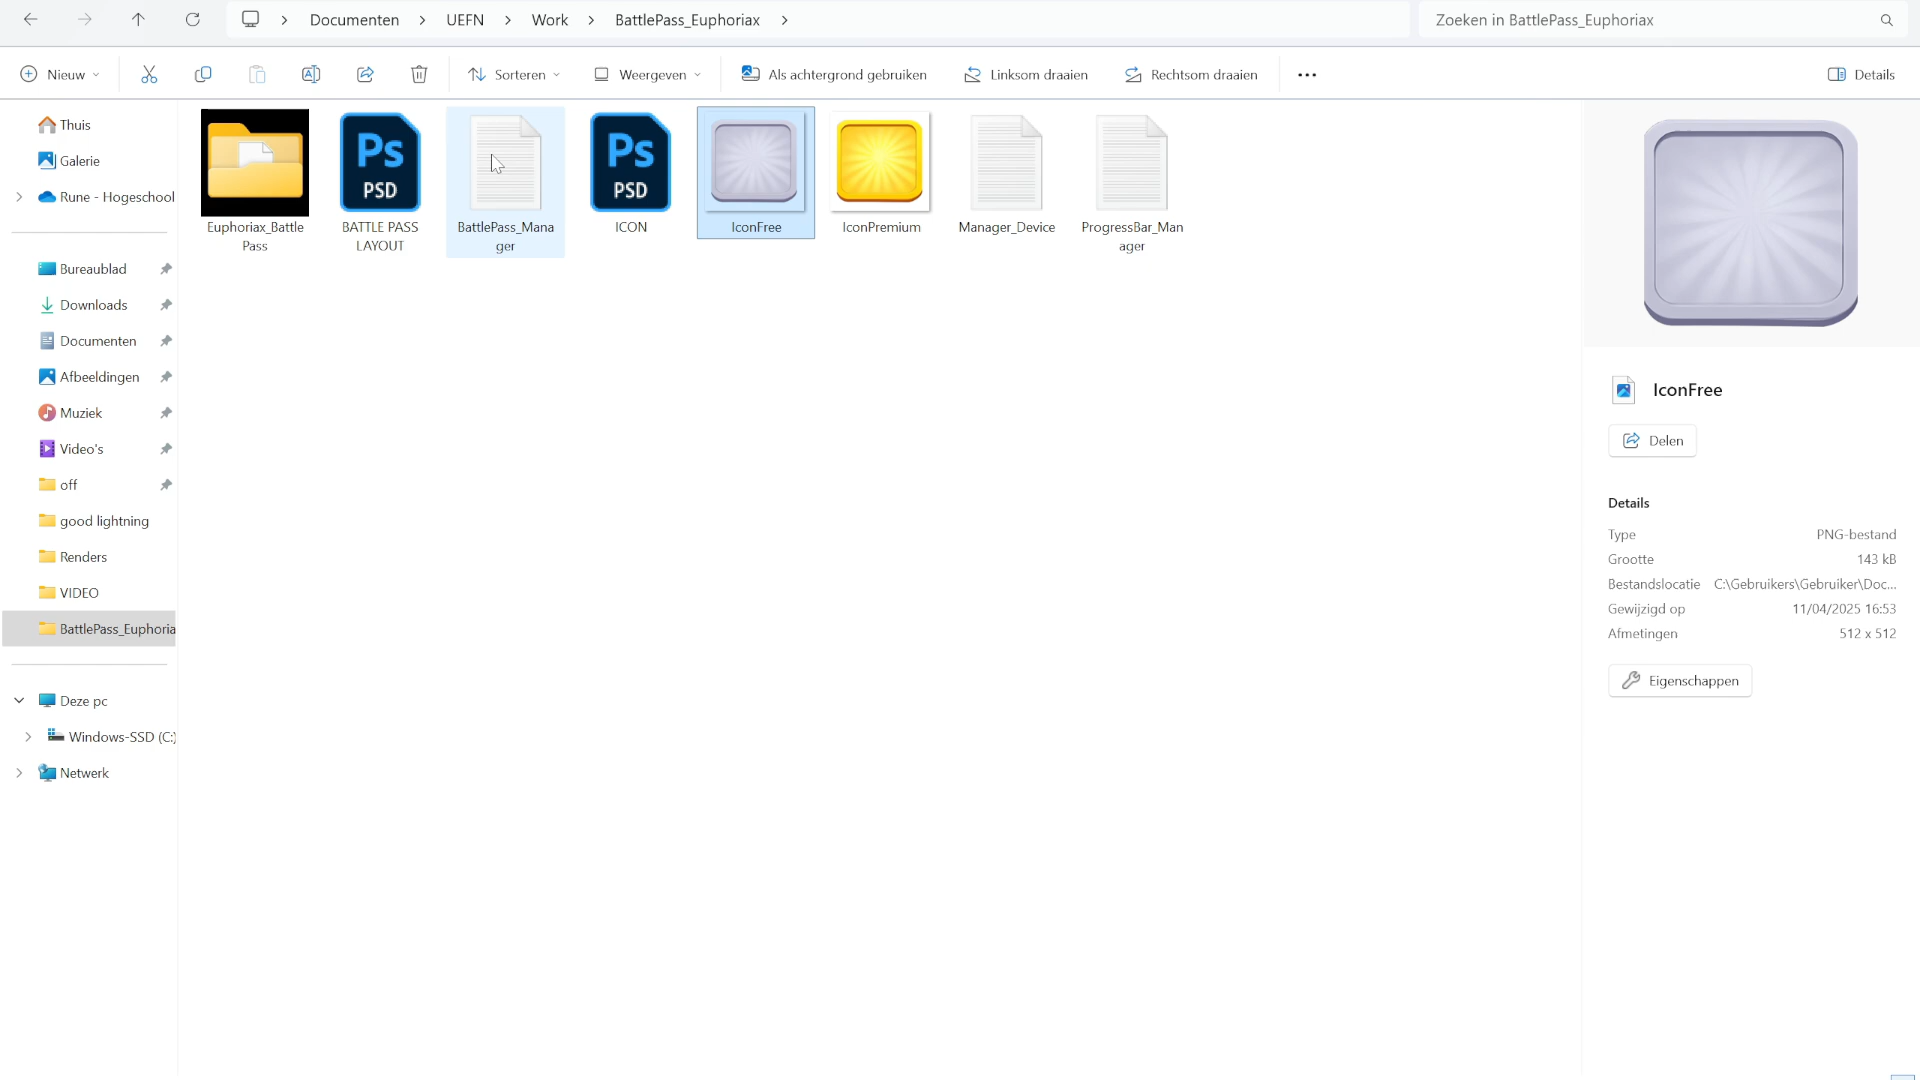 Documenten > UEFN > Work > BattlePass_Euphoriax >
Zoeken in BattlePass_Euphoriax
Nieuw
Sorteren
Weergeven
Als achtergrond gebruiken
Linksom draaien
Rechtsom draaien
Details
Thuis
Galerie
Rune - Hogeschool
Bureaublad
Downloads
Documenten
Afbeeldingen
Muziek
Video's
off
good lightning
Renders
VIDEO
BattlePass_Euphoria
Deze pc
Windows-SSD (C:)
Netwerk
Euphoriax_Battle
Pass
Ps
PSD
BATTLE PASS
LAYOUT
BattlePass_Mana
ger
Ps
PSD
ICON
IconFree
IconPremium
Manager_Device
ProgressBar_Man
ager
IconFree
Delen
Details
Type PNG-bestand
Grootte 143 kB
Bestandslocatie C:\Gebruikers\Gebruiker\Doc...
Gewijzigd op 11/04/2025 16:53
Afmetingen 512 x 512
Eigenschappen